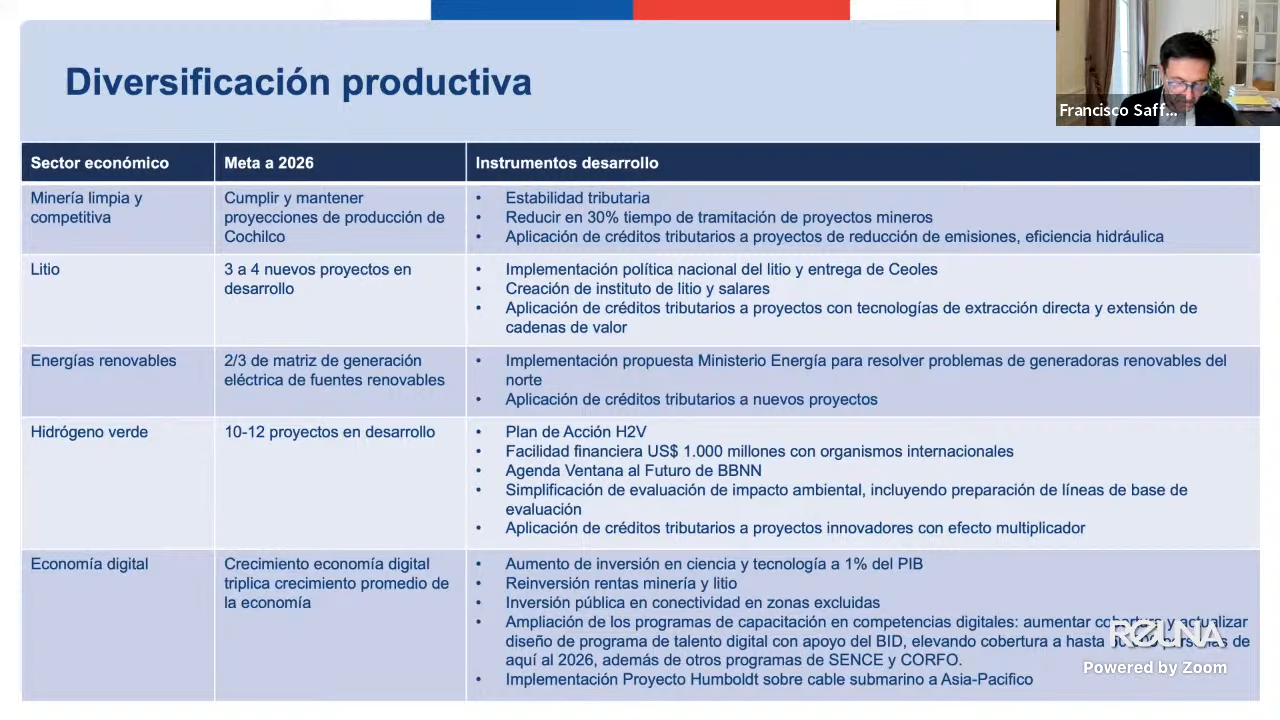 Diversificación productiva
Francisco Saff...
Sector económico
Meta a 2026
Instrumentos desarrollo
Minería limpia y
competitiva
Cumplir y mantener
proyecciones de producción de
Cochilco
• Estabilidad tributaria
• Reducir en 30% tiempo de tramitación de proyectos mineros
• Aplicación de créditos tributarios a proyectos de reducción de emisiones, eficiencia hidráulica
Litio
3 a 4 nuevos proyectos en
desarrollo
• Implementación política nacional del litio y entrega de Ceoles
• Creación de instituto de litio y salares
• Aplicación de créditos tributarios a proyectos con tecnologías de extracción directa y extensión de
cadenas de valor
Energías renovables
2/3 de matriz de generación
eléctrica de fuentes renovables
• Implementación propuesta Ministerio Energía para resolver problemas de generadoras renovables del
norte
• Aplicación de créditos tributarios a nuevos proyectos
Hidrógeno verde
10-12 proyectos en desarrollo
• Plan de Acción H2V
• Facilidad financiera US$ 1.000 millones con organismos internacionales
• Agenda Ventana al Futuro de BBNN
• Simplificación de evaluación de impacto ambiental, incluyendo preparación de líneas de base de
evaluación
• Aplicación de créditos tributarios a proyectos innovadores con efecto multiplicador
Economía digital
Crecimiento economía digital
triplica crecimiento promedio de
la economía
• Aumento de inversión en ciencia y tecnología a 1% del PIB
• Reinversión rentas minería y litio
• Inversión pública en conectividad en zonas excluidas
• Ampliación de los programas de capacitación en competencias digitales: aumentar cobertura y actualizar
diseño de programa de talento digital con apoyo del BID, elevando cobertura a hasta personas de
aquí al 2026, además de otros programas de SENCE y CORFO.
• Implementación Proyecto Humboldt sobre cable submarino a Asia-Pacifico
Powered by Zoom